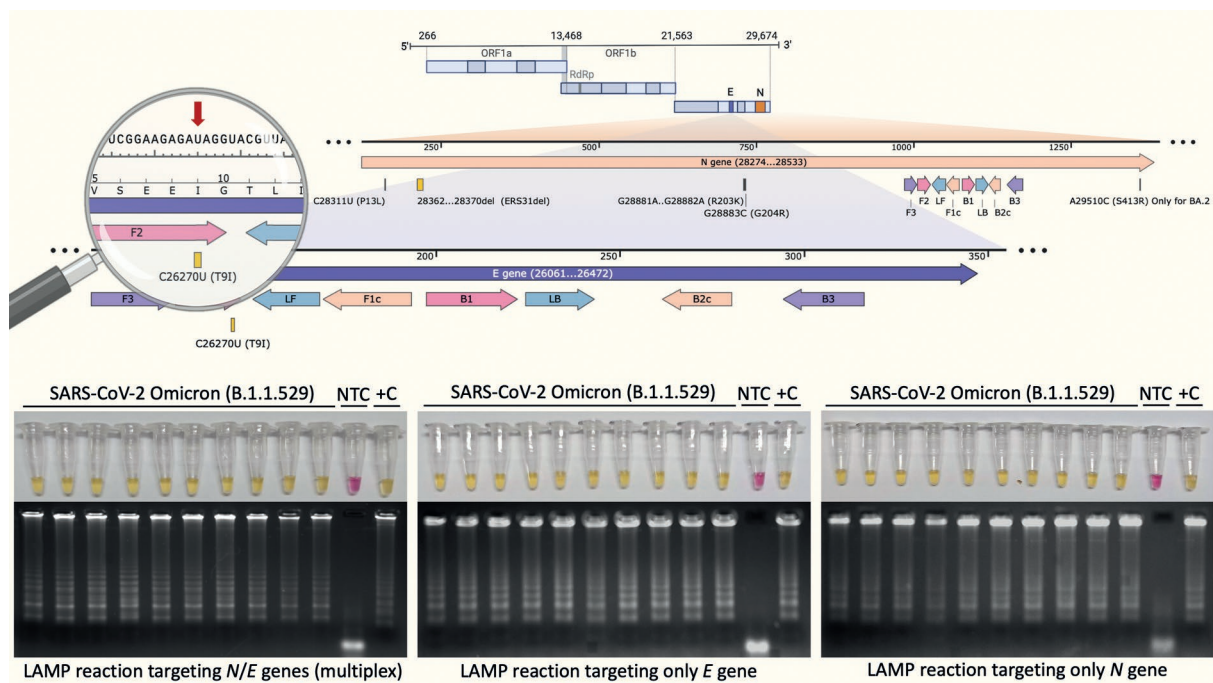 266 13,468 21,563 29,674
5' 3'
ORF1a ORF1b
RdRp
E N
UCGGAAGAGAUAGGUACGUUA
5 10
V S E E I G T L I
F2
C26270U (T9I)
250 500 750 1000 1250
N gene (28274...28533)
F3 F2 LF F1c B1 LB B2c B3
C28311U (P13L) 28362...28370del (ERS31del) G28881A..G28882A (R203K) A29510C (S413R) Only for BA.2
G28883C (G204R)
200 250 300 350
E gene (26061...26472)
F3 LF F1c B1 LB B2c B3
C26270U (T9I)
SARS-CoV-2 Omicron (B.1.1.529) NTC +C
SARS-CoV-2 Omicron (B.1.1.529) NTC +C
SARS-CoV-2 Omicron (B.1.1.529) NTC +C
LAMP reaction targeting N/E genes (multiplex)
LAMP reaction targeting only E gene
LAMP reaction targeting only N gene